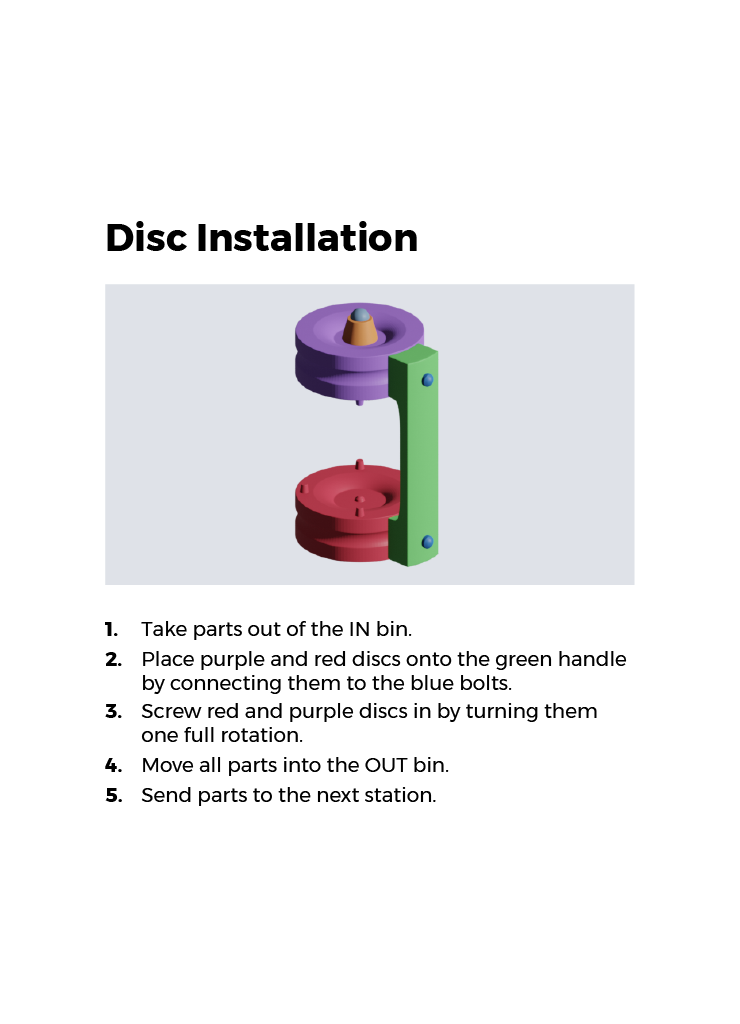 Disc Installation
1. Take parts out of the IN bin.
2. Place purple and red discs onto the green handle
by connecting them to the blue bolts.
3. Screw red and purple discs in by turning them
one full rotation.
4. Move all parts into the OUT bin.
5. Send parts to the next station.